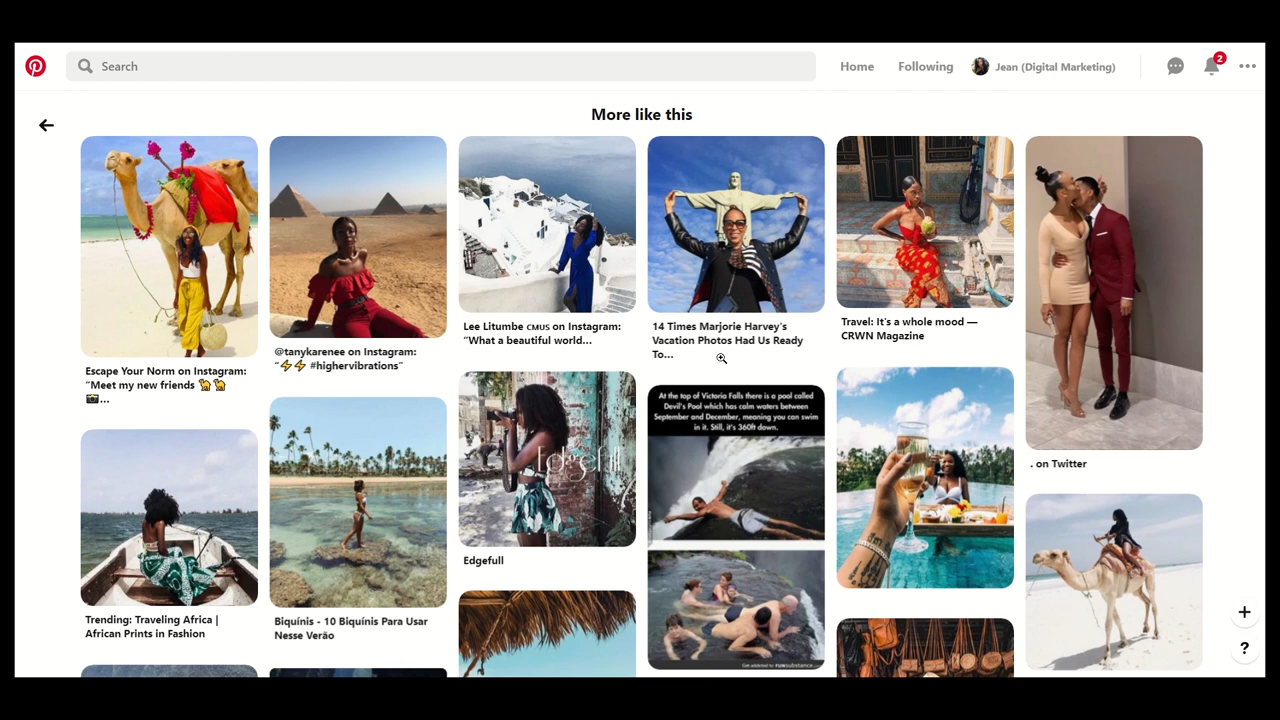 Search
Home
Following
Jean (Digital Marketing)
2
More like this
Escape Your Norm on Instagram:
“Meet my new friends 🐪🐪
📸…
@tanykarenee on Instagram:
“⚡⚡ #highervibrations”
Lee Litumbe ᴄᴍᴜs on Instagram:
“What a beautiful world…
14 Times Marjorie Harvey's
Vacation Photos Had Us Ready
To…
Travel: It's a whole mood —
CRWN Magazine
. on Twitter
Trending: Traveling Africa |
African Prints in Fashion
Biquínis - 10 Biquínis Para Usar
Nesse Verão
Edgefull
Edgefull
At the top of Victoria Falls there is a pool called
Devil's Pool which has calm waters between
September and December, meaning you can swim
in it. Still, it's 360ft down.
+
?